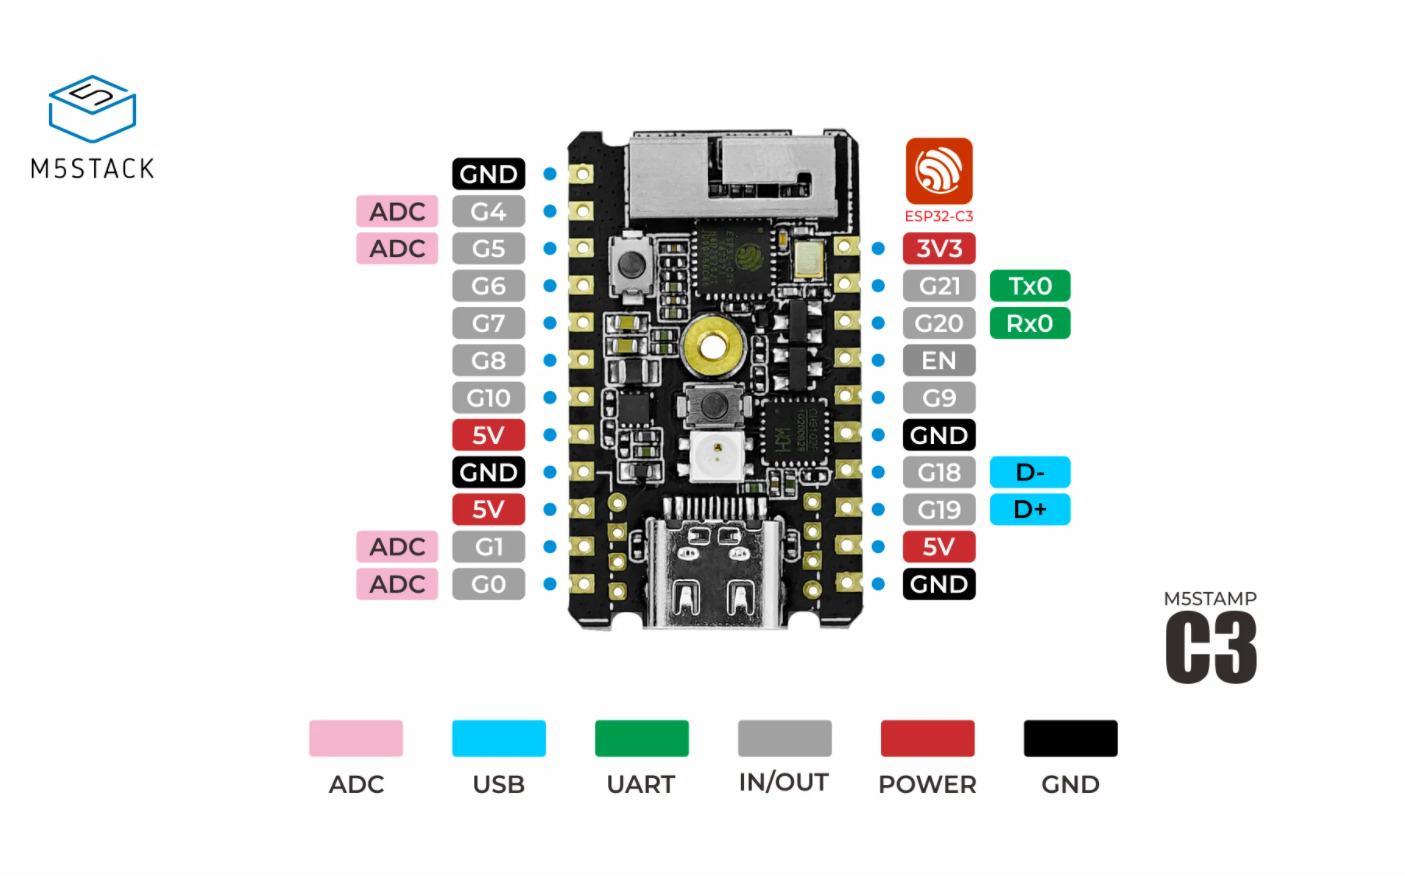 M5STACK
GND
ADC G4
ADC G5
G6
G7
G8
G10
5V
GND
5V
ADC G1
ADC G0
ESP32-C3
3V3
G21 Tx0
G20 Rx0
EN
G9
GND
G18 D-
G19 D+
5V
GND
M5STAMP
C3
ADC
USB
UART
IN/OUT
POWER
GND